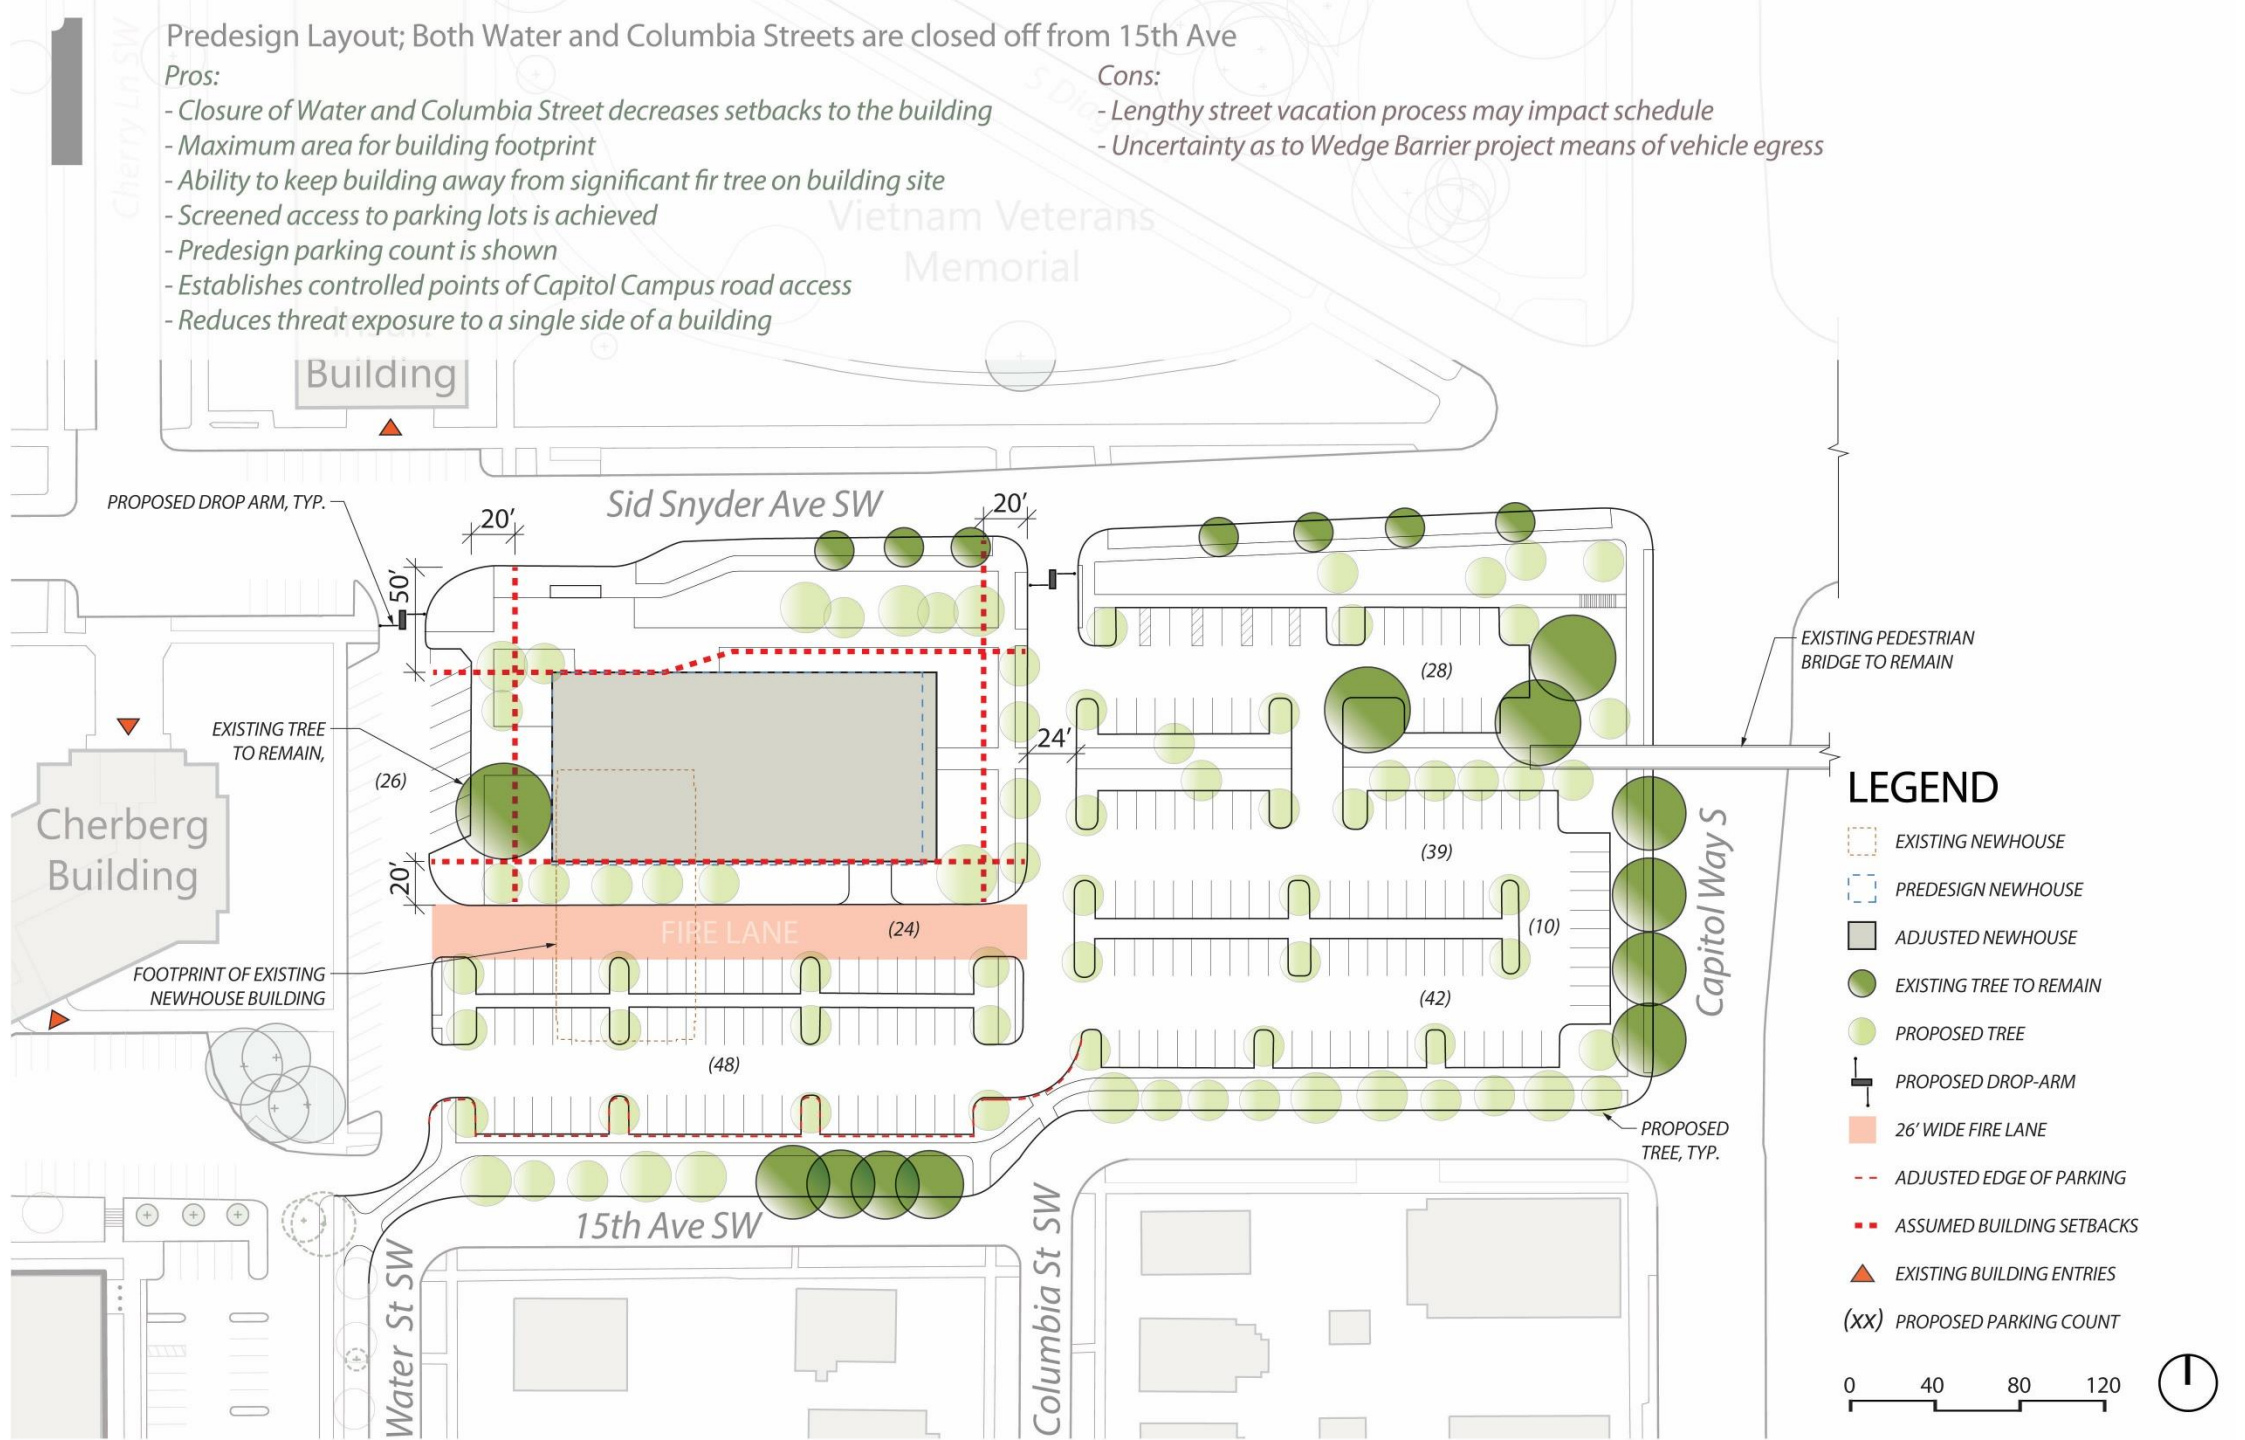 1
Predesign Layout; Both Water and Columbia Streets are closed off from 15th Ave
Pros:
- Closure of Water and Columbia Street decreases setbacks to the building
- Maximum area for building footprint
- Ability to keep building away from significant fir tree on building site
- Screened access to parking lots is achieved
- Predesign parking count is shown
- Establishes controlled points of Capitol Campus road access
- Reduces threat exposure to a single side of a building
Cons:
- Lengthy street vacation process may impact schedule
- Uncertainty as to Wedge Barrier project means of vehicle egress
Cherry Ln SW
Vietnam Veterans
Memorial
Building
Sid Snyder Ave SW
PROPOSED DROP ARM, TYP.
20'
20'
50'
EXISTING TREE
TO REMAIN,
(26)
Cherberg
Building
20'
24'
(28)
EXISTING PEDESTRIAN
BRIDGE TO REMAIN
(39)
(10)
(42)
Capitol Way S
FIRE LANE
(24)
FOOTPRINT OF EXISTING
NEWHOUSE BUILDING
(48)
PROPOSED
TREE, TYP.
15th Ave SW
Water St SW
Columbia St SW
LEGEND
EXISTING NEWHOUSE
PREDESIGN NEWHOUSE
ADJUSTED NEWHOUSE
EXISTING TREE TO REMAIN
PROPOSED TREE
PROPOSED DROP-ARM
26' WIDE FIRE LANE
ADJUSTED EDGE OF PARKING
ASSUMED BUILDING SETBACKS
EXISTING BUILDING ENTRIES
(xx) PROPOSED PARKING COUNT
0 40 80 120